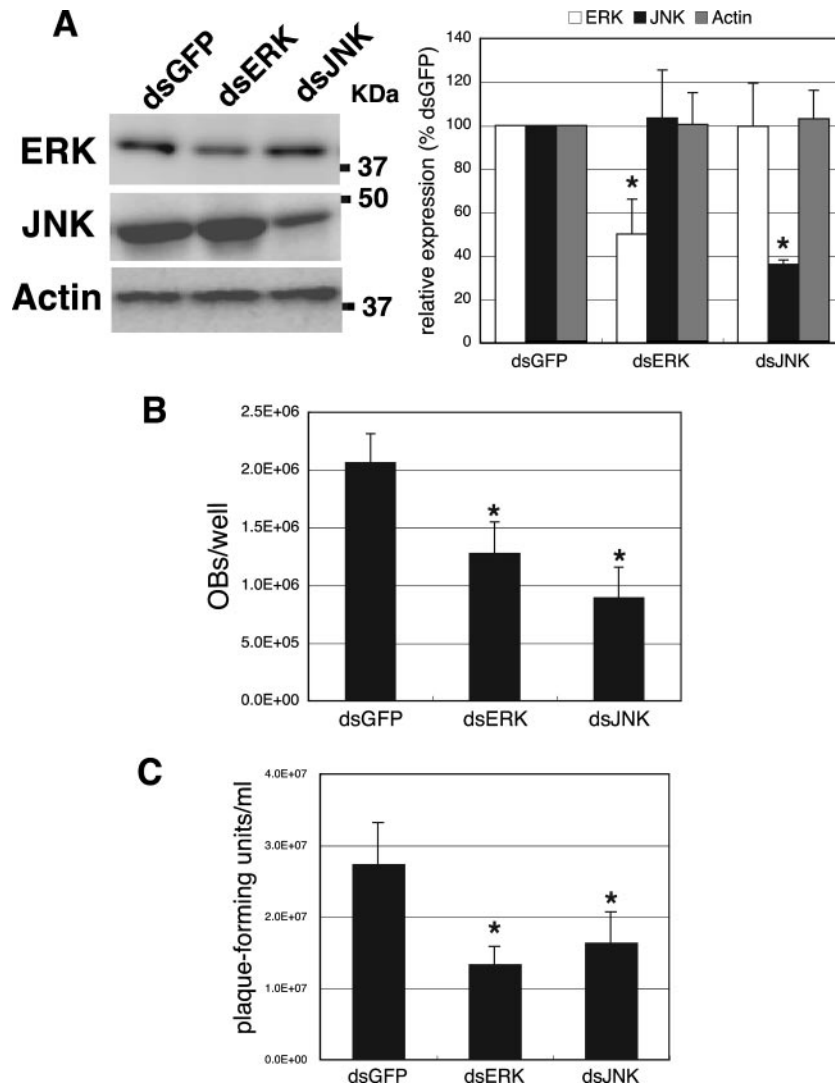 A
dsGFP dsERK dsJNK
KDa
ERK
37
50
JNK
Actin
37
ERK JNK Actin
relative expression (% dsGFP)
140
120
100
80
60
40
20
0
*
*
dsGFP dsERK dsJNK
B
OBs/well
2.5E+06
2.0E+06
1.5E+06
1.0E+06
5.0E+05
0.0E+00
*
*
dsGFP dsERK dsJNK
C
plaque-forming units/ml
4.0E+07
3.0E+07
2.0E+07
1.0E+07
0.0E+00
*
*
dsGFP dsERK dsJNK